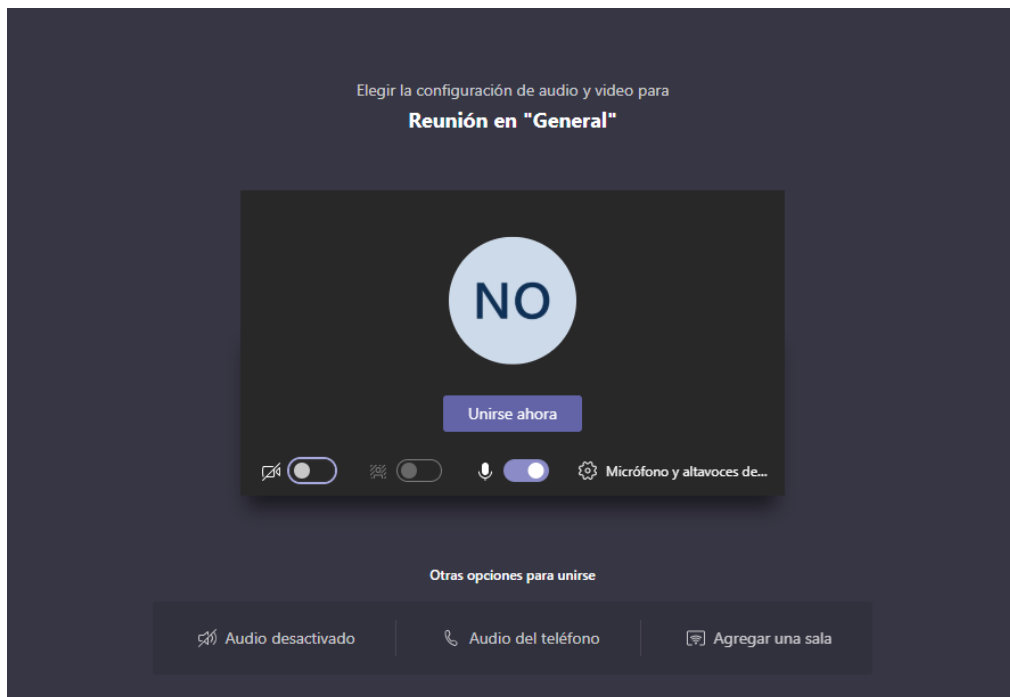 Elegir la configuración de audio y video para
Reunión en "General"
NO
Unirse ahora
Micrófono y altavoces de...
Otras opciones para unirse
Audio desactivado
Audio del teléfono
Agregar una sala